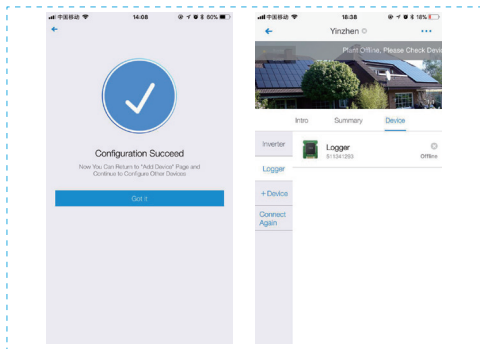 中国移动
14:08
60%
Configuration Succeed
Now You Can Return to "Add Device" Page and
Continue to Configure Other Devices
Got it
中国移动
18:38
18%
Yinzhen
Plant Offline, Please Check Devi
Intro
Summary
Device
Inverter
Logger
+ Device
Connect
Again
Logger
Offline